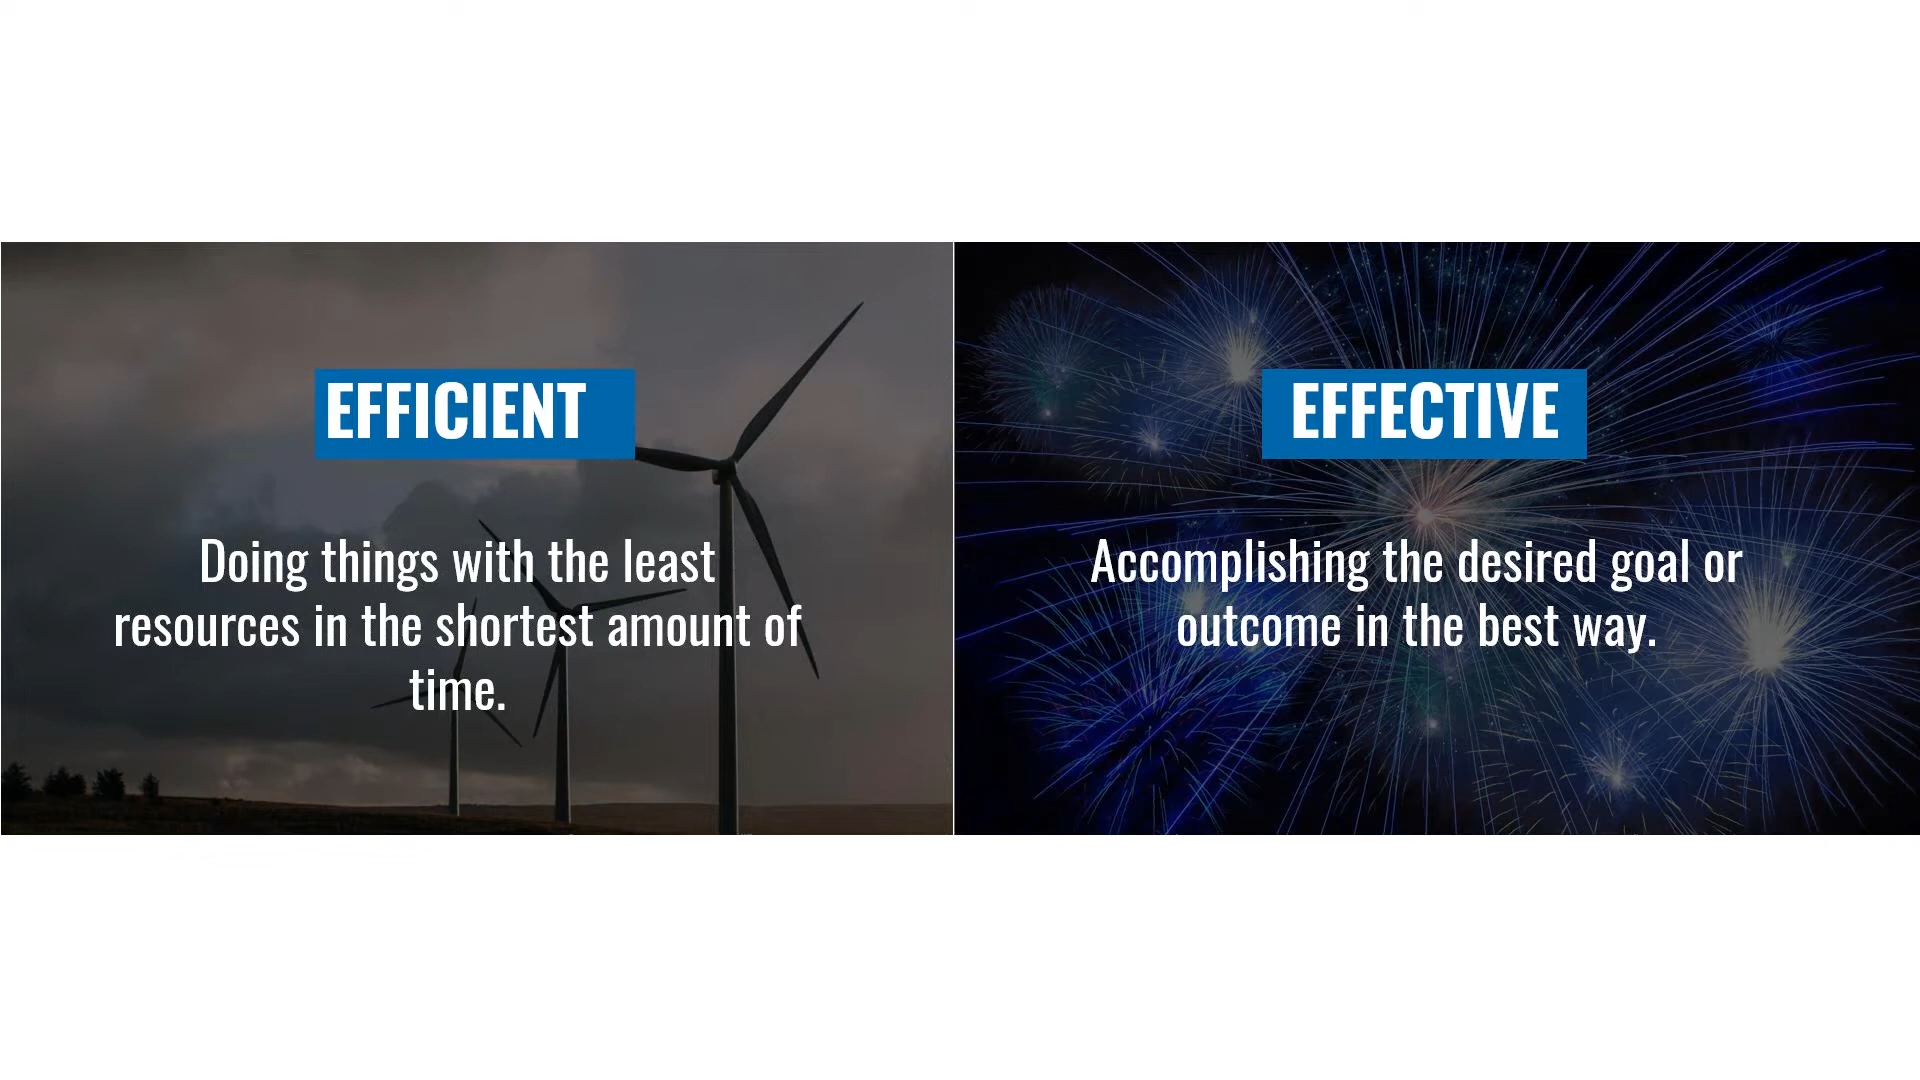 EFFICIENT
Doing things with the least
resources in the shortest amount of
time.
EFFECTIVE
Accomplishing the desired goal or
outcome in the best way.